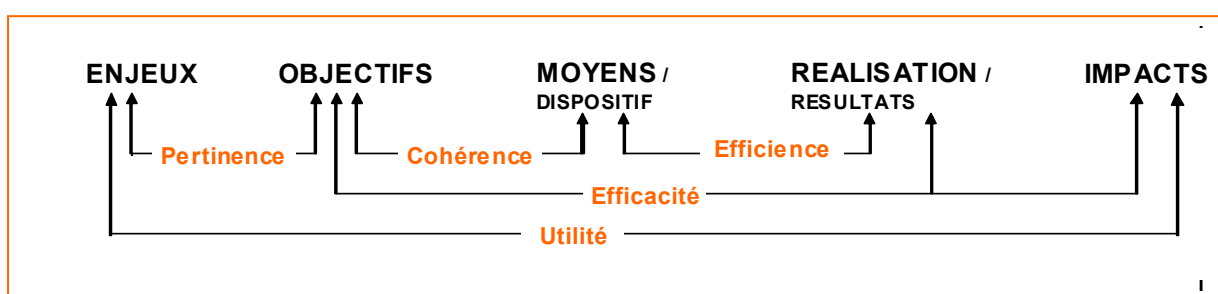 ENJEUX OBJECTIFS MOYENS / REALISATION / IMPACTS
DISPOSITIF RESULTATS
Pertinence Cohérence Efficience
Efficacité
Utilité